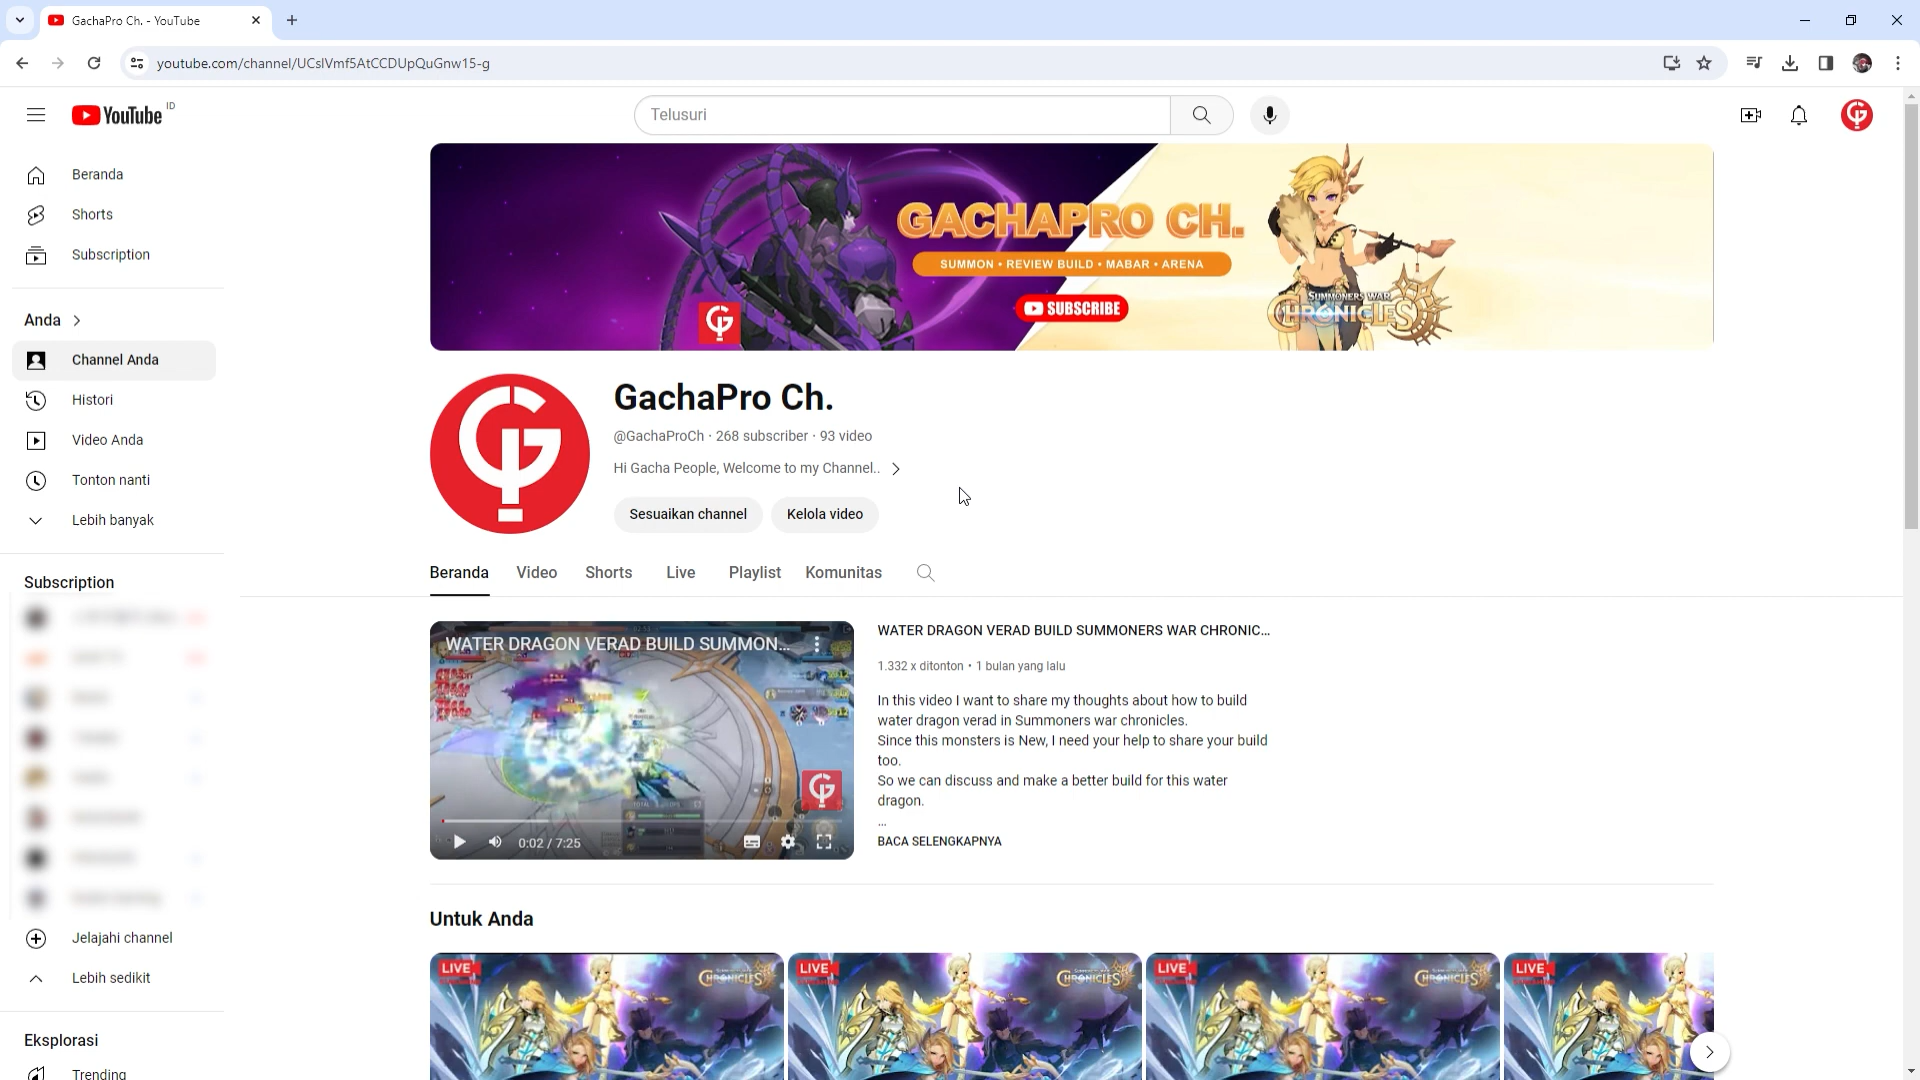 GachaPro Ch. - YouTube
youtube.com/channel/UCslVmf5AtCCDUpQuGnw15-g
YouTube ID
Telusuri
Beranda
Shorts
Subscription
Anda
Channel Anda
Histori
Video Anda
Tonton nanti
Lebih banyak
Subscription
Jelajahi channel
Lebih sedikit
Eksplorasi
Trending
GACHAPRO CH.
SUMMON • REVIEW BUILD • MABAR • ARENA
SUBSCRIBE
SUMMONERS WAR
CHRONICLES
GachaPro Ch.
@GachaProCh · 268 subscriber · 93 video
Hi Gacha People, Welcome to my Channel..
Sesuaikan channel
Kelola video
Beranda
Video
Shorts
Live
Playlist
Komunitas
WATER DRAGON VERAD BUILD SUMMON...
0:02 / 7:25
WATER DRAGON VERAD BUILD SUMMONERS WAR CHRONIC...
1.332 x ditonton • 1 bulan yang lalu
In this video I want to share my thoughts about how to build
water dragon verad in Summoners war chronicles.
Since this monsters is New, I need your help to share your build
too.
So we can discuss and make a better build for this water
dragon.
...
BACA SELENGKAPNYA
Untuk Anda
LIVE
CHRONICLES
LIVE
CHRONICLES
LIVE
CHRONICLES
LIVE